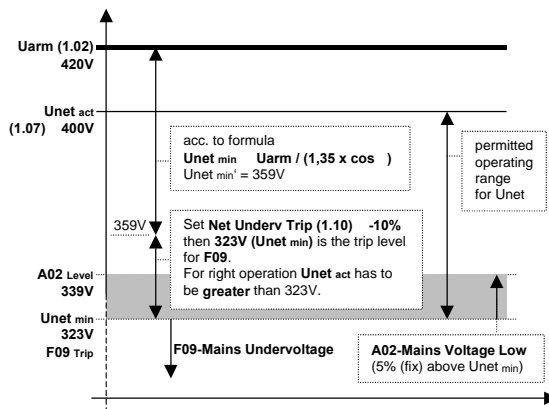 Uarm (1.02)
420V
Unet act
(1.07) 400V
acc. to formula
Unet min Uarm / (1,35 x cos )
Unet min' = 359V
permitted
operating
range
for Unet
359V
Set Net Underv Trip (1.10) -10%
then 323V (Unet min) is the trip level
for F09.
For right operation Unet act has to
be greater than 323V.
A02 Level
339V
Unet min
323V
F09 Trip
F09-Mains Undervoltage
A02-Mains Voltage Low
(5% (fix) above Unet min)